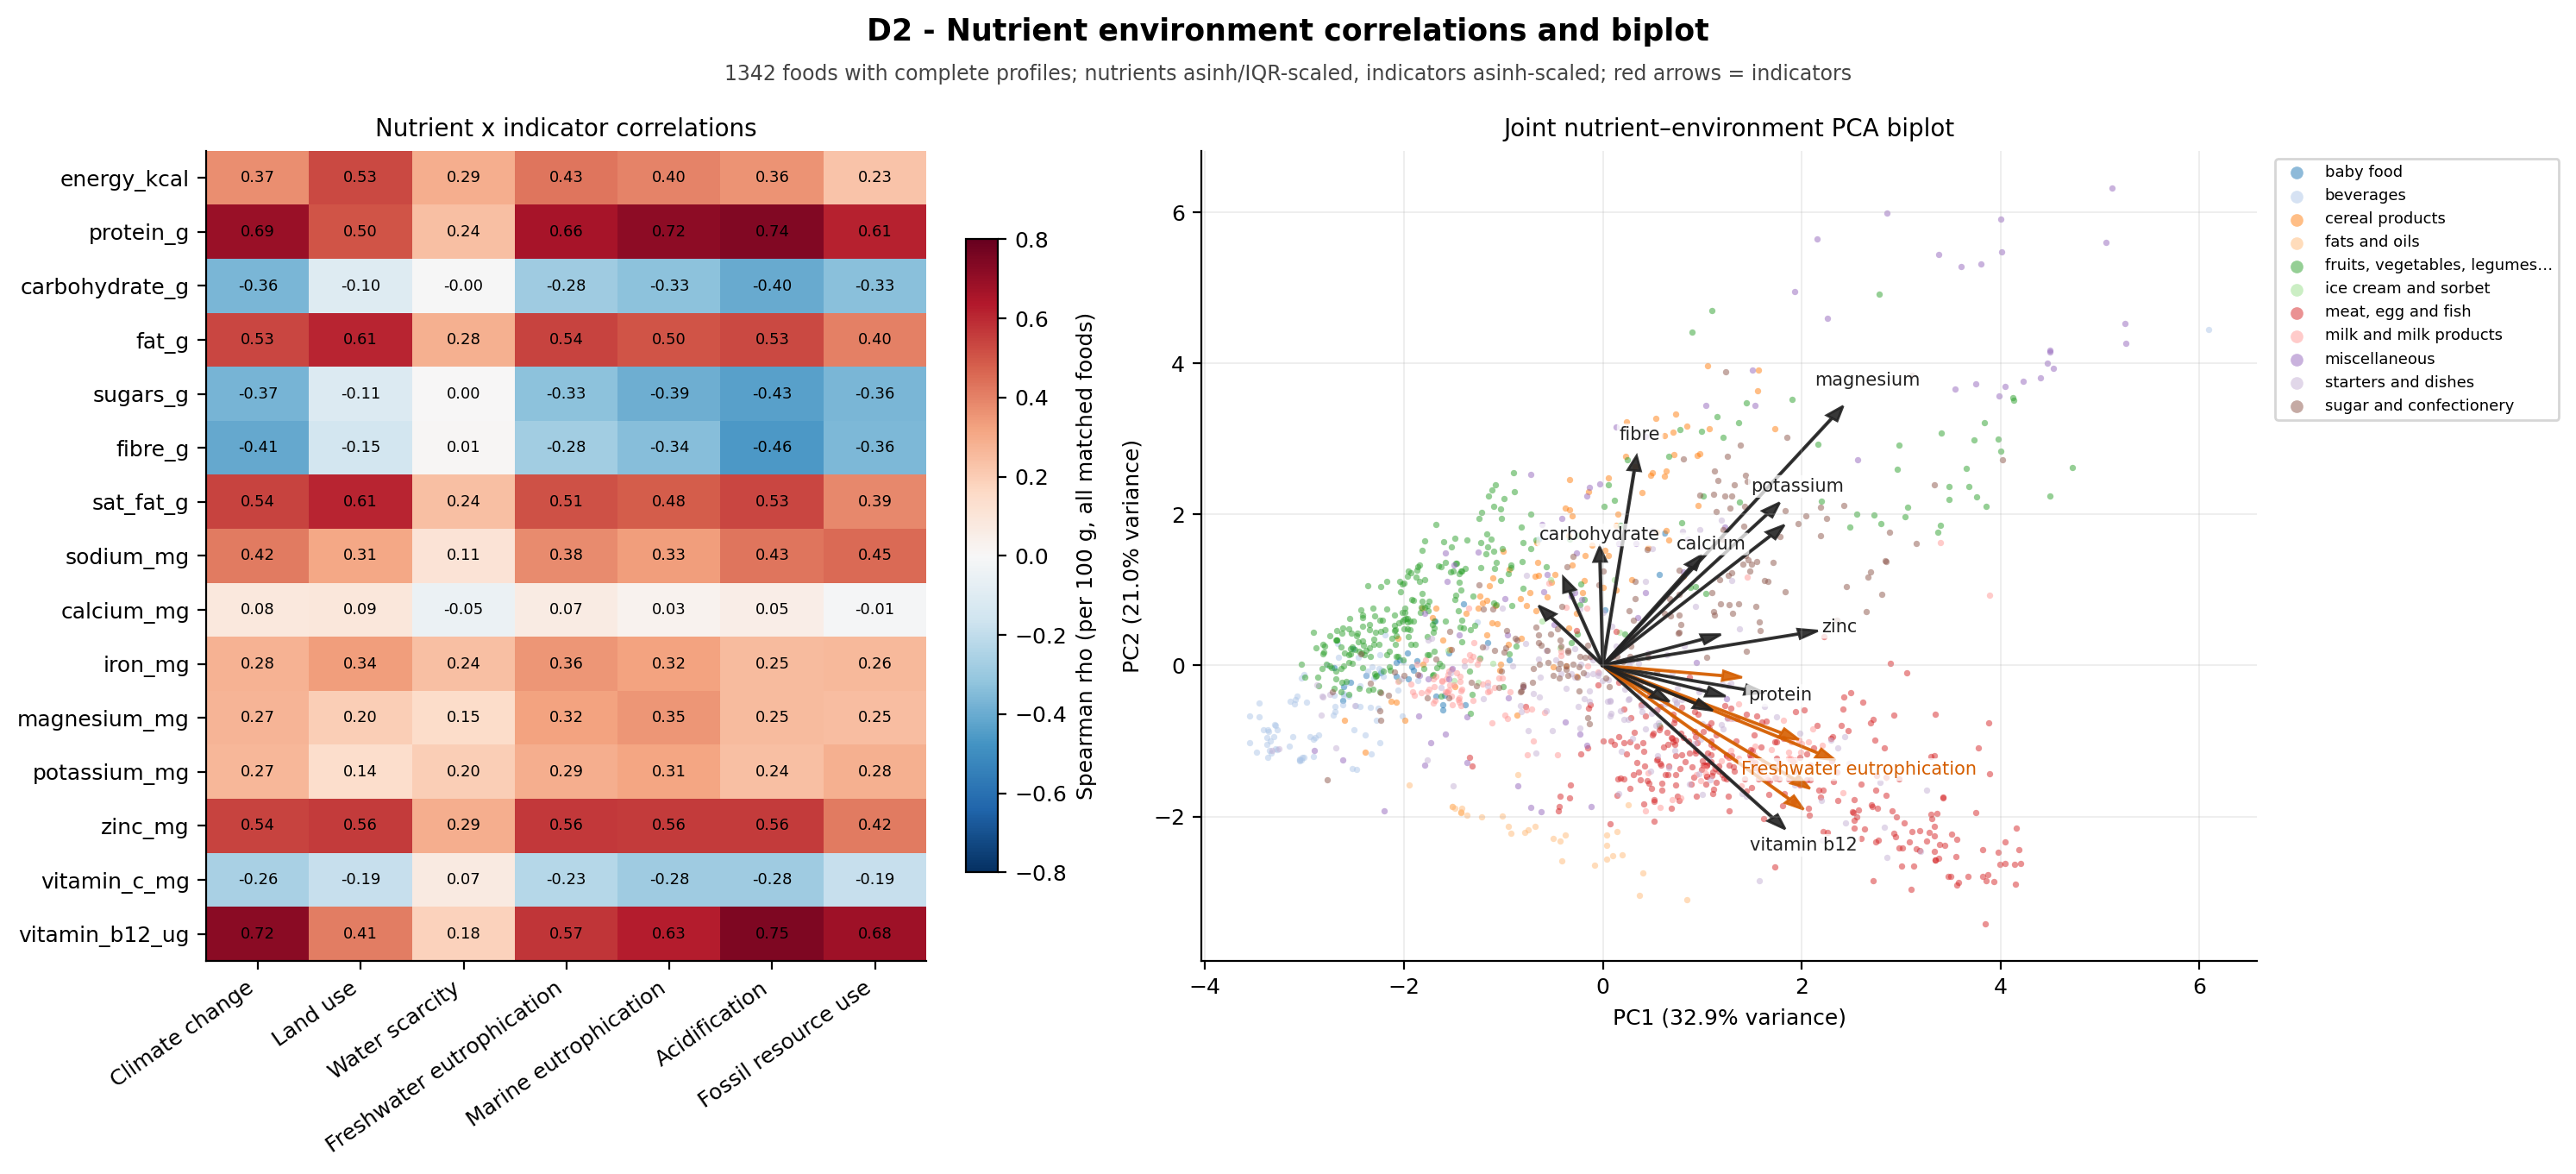 D2 - Nutrient environment correlations and biplot
1342 foods with complete profiles; nutrients asinh/IQR-scaled, indicators asinh-scaled; red arrows = indicators
Nutrient x indicator correlations
energy_kcal 0.37 0.53 0.29 0.43 0.40 0.36 0.23
protein_g 0.69 0.50 0.24 0.66 0.72 0.74 0.61
carbohydrate_g -0.36 -0.10 -0.00 -0.28 -0.33 -0.40 -0.33
fat_g 0.53 0.61 0.28 0.54 0.50 0.53 0.40
sugars_g -0.37 -0.11 0.00 -0.33 -0.39 -0.43 -0.36
fibre_g -0.41 -0.15 0.01 -0.28 -0.34 -0.46 -0.36
sat_fat_g 0.54 0.61 0.24 0.51 0.48 0.53 0.39
sodium_mg 0.42 0.31 0.11 0.38 0.33 0.43 0.45
calcium_mg 0.08 0.09 -0.05 0.07 0.03 0.05 -0.01
iron_mg 0.28 0.34 0.24 0.36 0.32 0.25 0.26
magnesium_mg 0.27 0.20 0.15 0.32 0.35 0.25 0.25
potassium_mg 0.27 0.14 0.20 0.29 0.31 0.24 0.28
zinc_mg 0.54 0.56 0.29 0.56 0.56 0.56 0.42
vitamin_c_mg -0.26 -0.19 0.07 -0.23 -0.28 -0.28 -0.19
vitamin_b12_ug 0.72 0.41 0.18 0.57 0.63 0.75 0.68
Climate change
Land use
Water scarcity
Freshwater eutrophication
Marine eutrophication
Acidification
Fossil resource use
0.8
0.6
0.4
0.2
0.0
−0.2
−0.4
−0.6
−0.8
Spearman rho (per 100 g, all matched foods)
Joint nutrient–environment PCA biplot
6
4
2
0
−2
PC2 (21.0% variance)
magnesium
fibre
potassium
carbohydrate
calcium
zinc
protein
Freshwater eutrophication
vitamin b12
−4 −2 0 2 4 6
PC1 (32.9% variance)
baby food
beverages
cereal products
fats and oils
fruits, vegetables, legumes...
ice cream and sorbet
meat, egg and fish
milk and milk products
miscellaneous
starters and dishes
sugar and confectionery